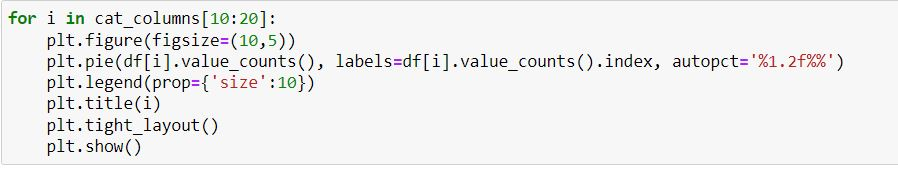 for i in cat_columns[10:20]:
    plt.figure(figsize=(10,5))
    plt.pie(df[i].value_counts(), labels=df[i].value_counts().index, autopct='%1.2f%%')
    plt.legend(prop={'size':10})
    plt.title(i)
    plt.tight_layout()
    plt.show()